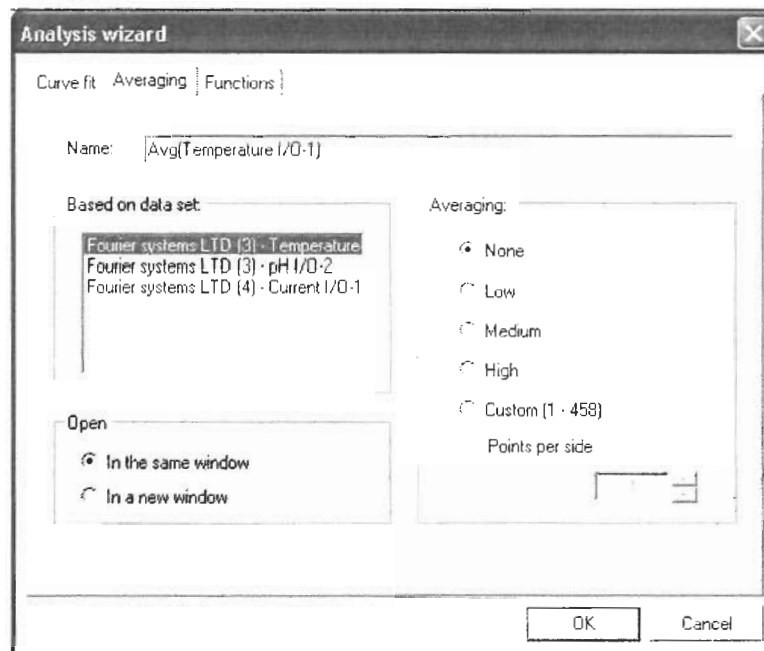 Analysis wizard
Curve fit Averaging Functions
Name: Avg(Temperature I/O-1)
Based on data set:
Fourier systems LTD (3) - Temperature
Fourier systems LTD (3) - pH I/O-2
Fourier systems LTD (4) - Current I/O-1
Open
In the same window
In a new window
Averaging:
None
Low
Medium
High
Custom (1 - 458)
Points per side
OK Cancel